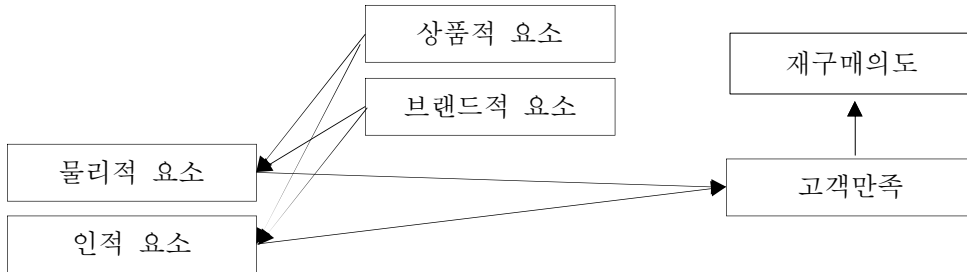 상품적 요소
재구매의도
브랜드적 요소
물리적 요소
고객만족
인적 요소